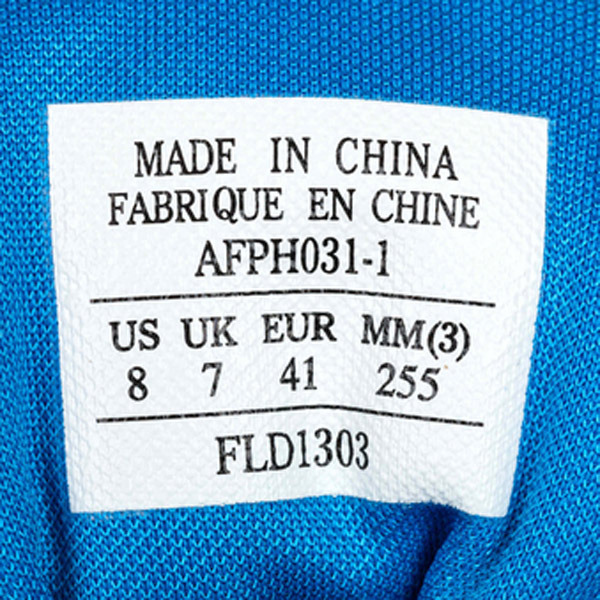 MADE IN CHINA
FABRIQUE EN CHINE
AFPH031-1
US UK EUR MM(3)
8 7 41 255
FLD1303